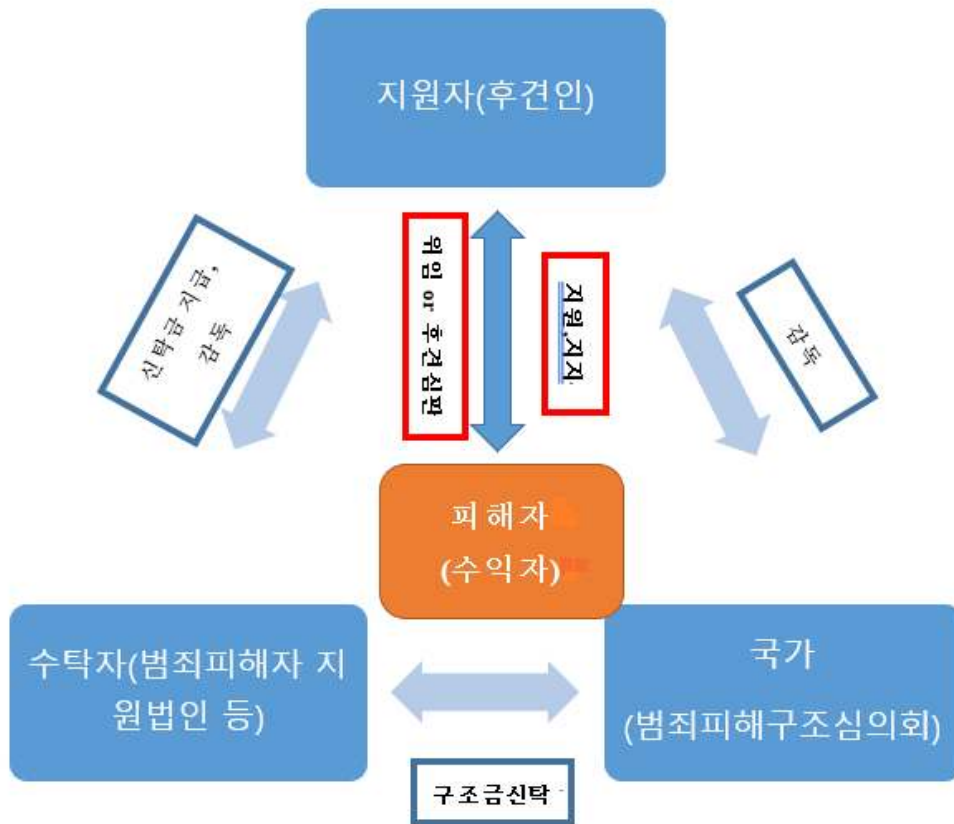 지원자(후견인)
신탁금 지급,
감독
위임 or 후견심판
지원,지지
감독
피해자
(수익자)
수탁자(범죄피해자 지
원법인 등)
국가
(범죄피해구조심의회)
구조금신탁